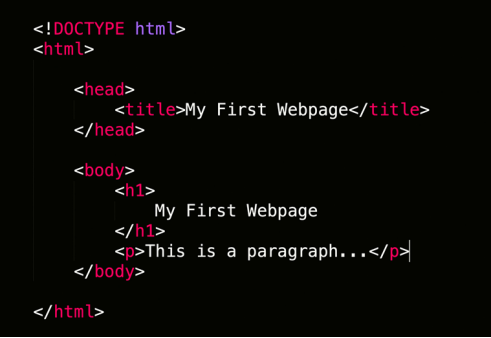 <!DOCTYPE html>
<html>
<head>
<title>My First Webpage</title>
</head>
<body>
<h1>
My First Webpage
</h1>
<p>This is a paragraph...</p>
</body>
</html>